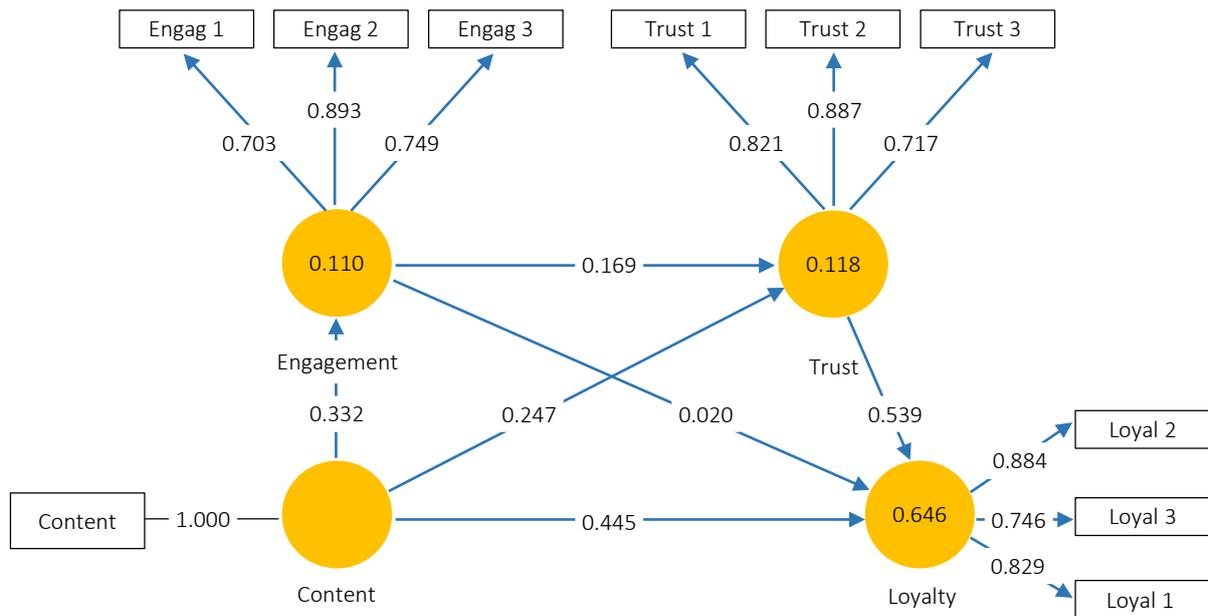 Engag 1
Engag 2
Engag 3
Trust 1
Trust 2
Trust 3
0.703
0.893
0.749
0.821
0.887
0.717
0.110
0.169
0.118
Engagement
Trust
0.332
0.247
0.020
0.539
Loyal 2
0.884
Content
1.000
0.445
0.646
0.746
Loyal 3
0.829
Content
Loyalty
Loyal 1